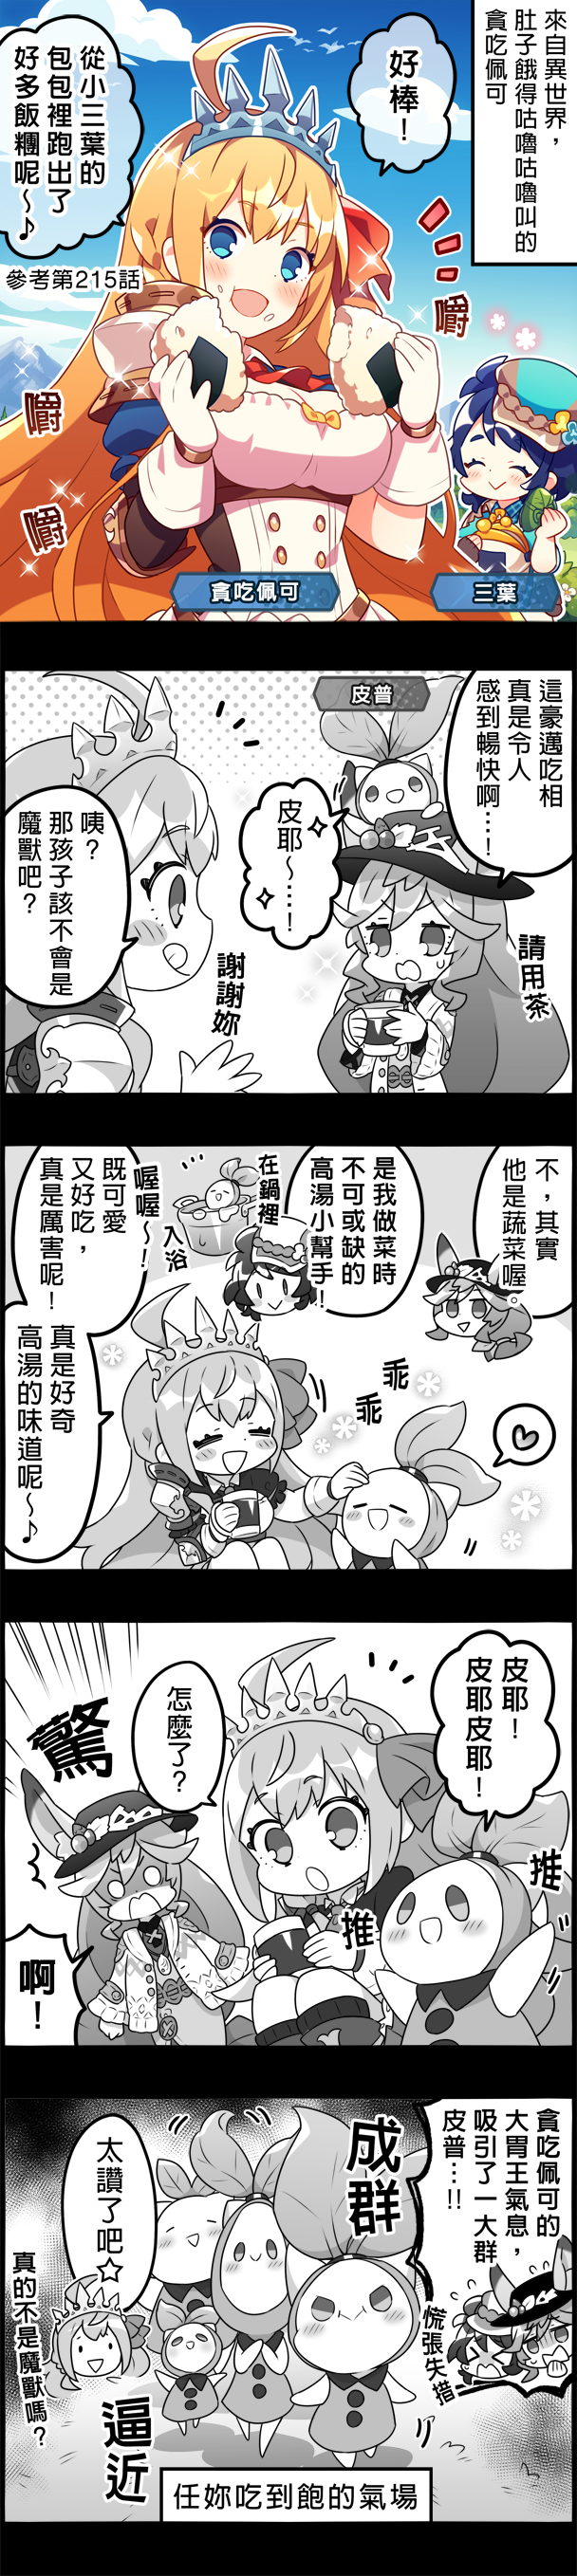 來自異世界，
肚子餓得咕嚕咕嚕叫的
貪吃佩可
好棒！
從小三葉的
包包裡跑出了
好多飯糰呢～♪
參考第215話
嚼
嚼
嚼
貪吃佩可
三葉
這豪邁吃相
真是令人
感到暢快啊…！
皮普
皮耶～…！
請用茶
謝謝妳
咦？
那孩子該不會是
魔獸吧？
不，其實
他是蔬菜喔。
是我做菜時
不可或缺的
高湯小幫手！
在鍋裡
入浴
喔喔～！
既可愛
又好吃，
真是厲害呢！
真是好奇
高湯的味道呢～♪
乖
乖
皮耶！
皮耶皮耶！
怎麼了？
驚
推
推
啊！
貪吃佩可的
大胃王氣息，
吸引了一大群
皮普…!!
慌張失措
成群
太讚了吧☆
真的不是魔獸嗎？
逼近
任妳吃到飽的氣場